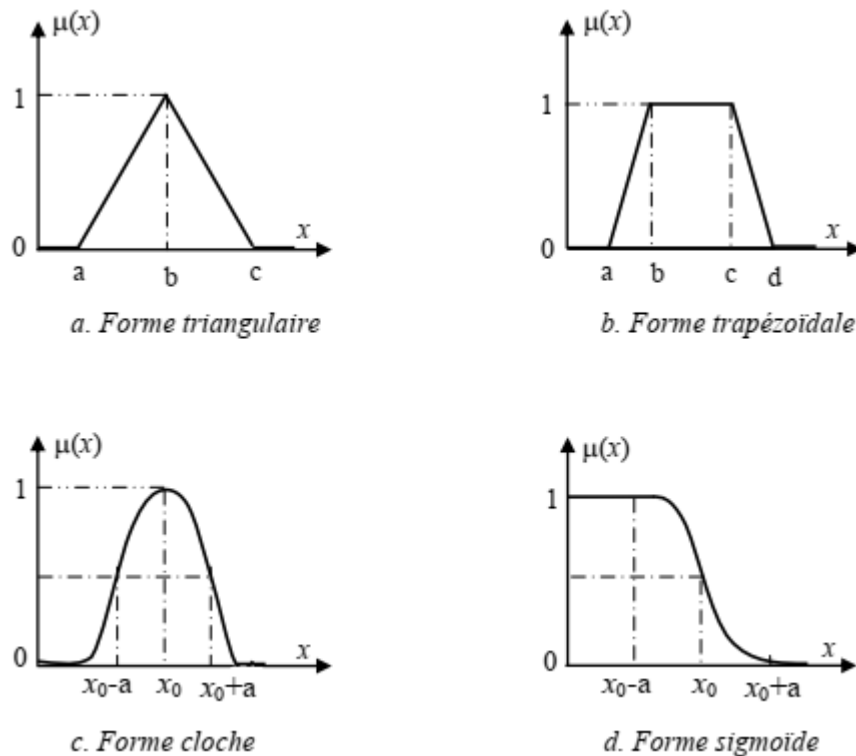 μ(x)
1
0
x
a
b
c
a. Forme triangulaire
μ(x)
1
0
x
a
b
c
d
b. Forme trapézoïdale
μ(x)
1
0
x
x₀-a
x₀
x₀+a
c. Forme cloche
μ(x)
1
0
x
x₀-a
x₀
x₀+a
d. Forme sigmoïde